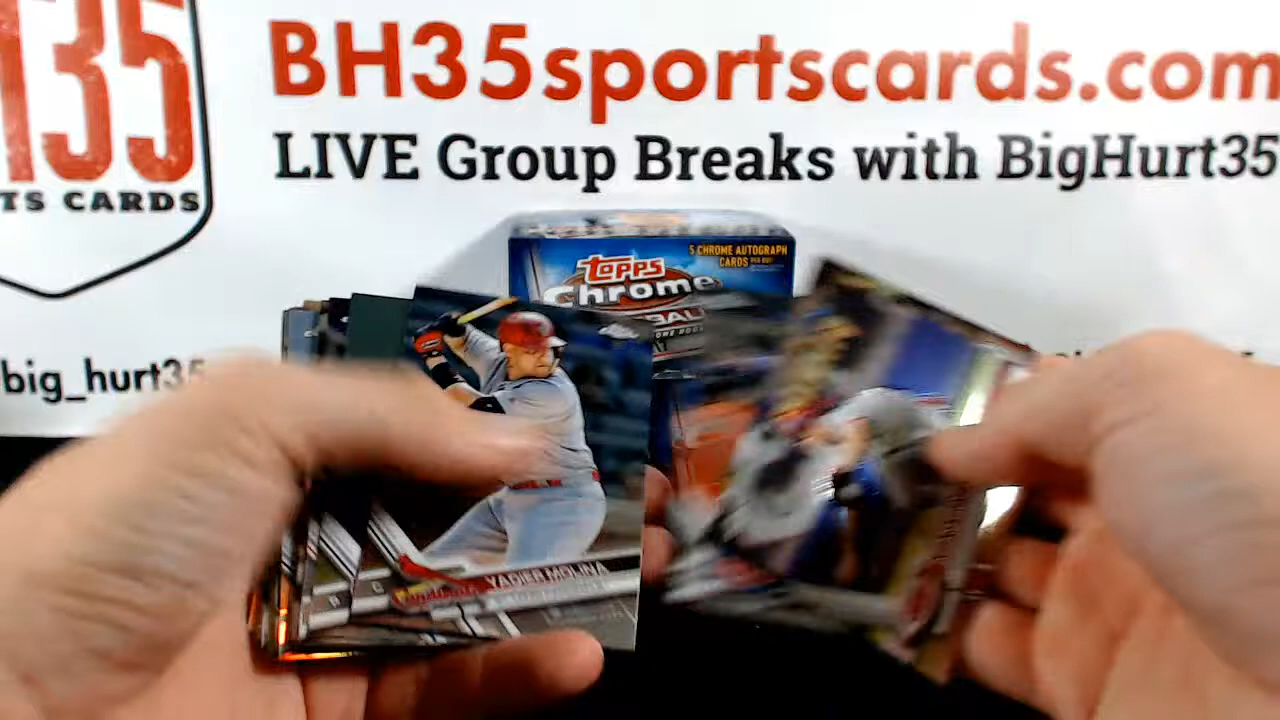 135
TS CARDS
BH35sportscards.com
LIVE Group Breaks with BigHurt35
big_hurt35
5 CHROME AUTOGRAPH
CARDS PER BOX!
TOPPS
Chrome
YADIER MOLINA